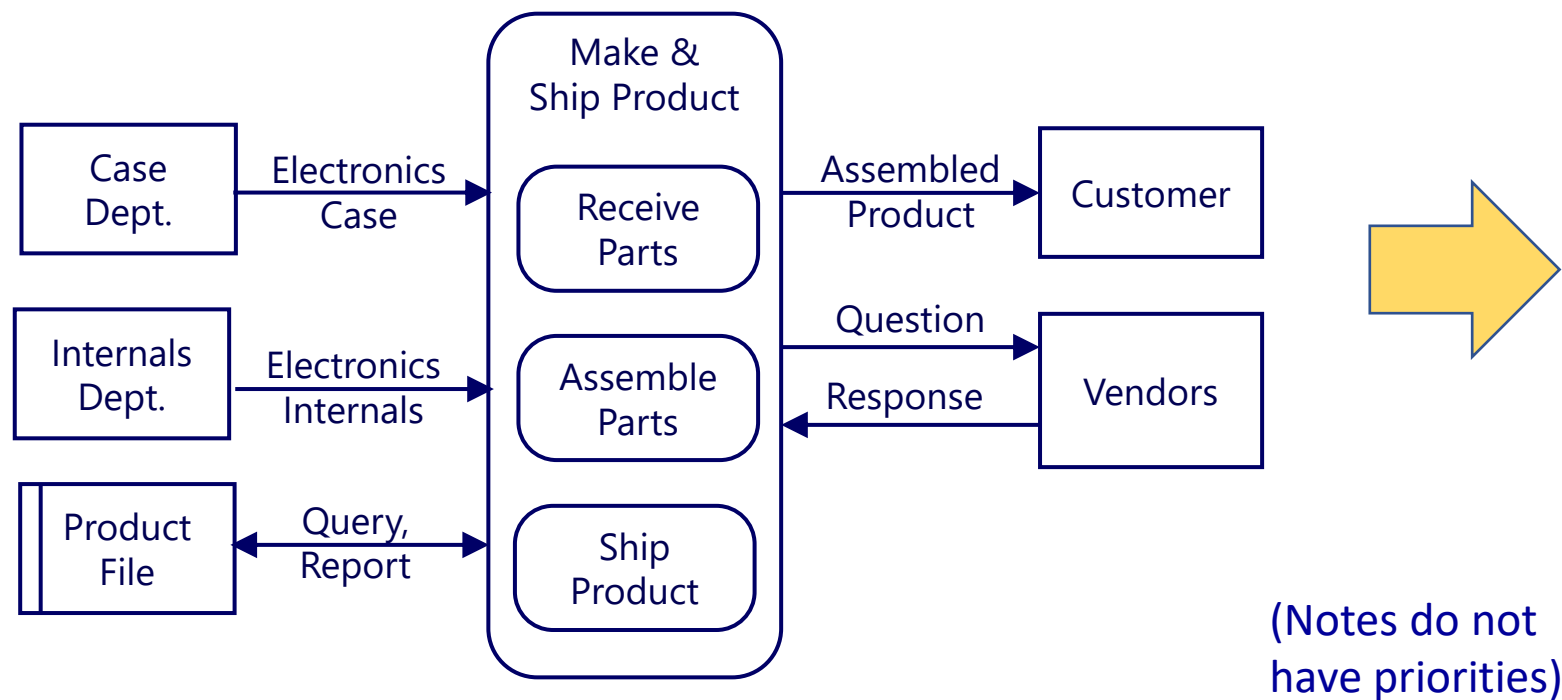 Make &
Ship Product
Case
Dept.
Electronics
Case
Receive
Parts
Assembled
Product
Customer
Internals
Dept.
Electronics
Internals
Assemble
Parts
Question
Response
Vendors
Product
File
Query,
Report
Ship
Product
(Notes do not
have priorities)